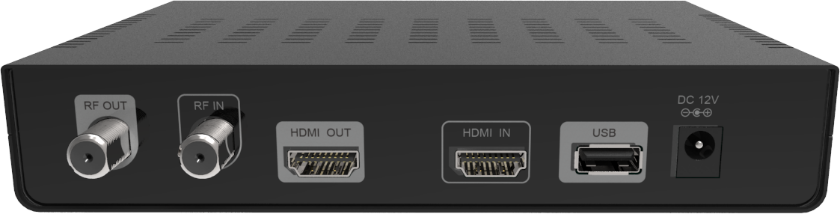 RF OUT
RF IN
HDMI OUT
HDMI IN
USB
DC 12V